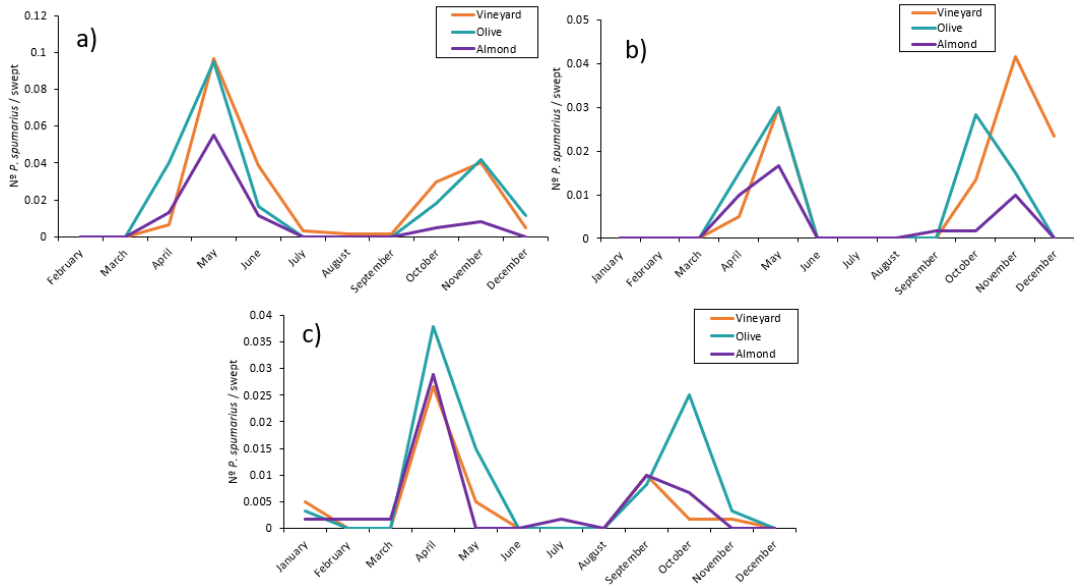 a)
Vineyard
Olive
Almond
Nº P. spumarius / swept
0.12
0.1
0.08
0.06
0.04
0.02
0
February
March
April
May
June
July
August
September
October
November
December
b)
Vineyard
Olive
Almond
Nº P. spumarius / swept
0.05
0.04
0.03
0.02
0.01
0
January
February
March
April
May
June
July
August
September
October
November
December
c)
Vineyard
Olive
Almond
Nº P. spumarius / swept
0.04
0.035
0.03
0.025
0.02
0.015
0.01
0.005
0
January
February
March
April
May
June
July
August
September
October
November
December